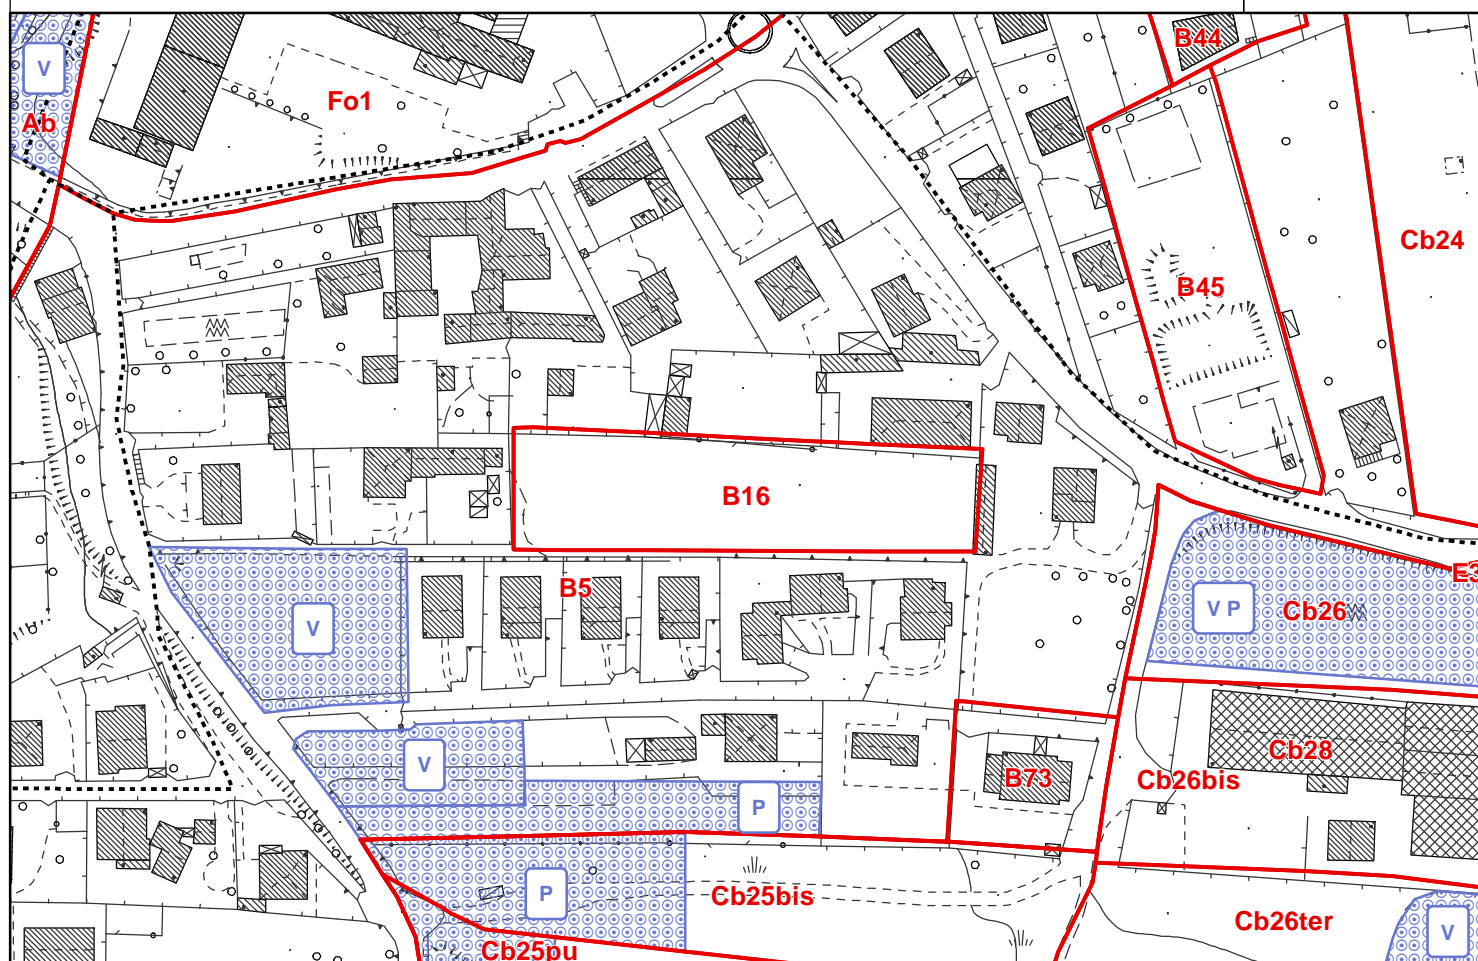 B44
V
Fo1
Ab
Cb24
B45
B16
E3
B5
V P
Cb26
V
Cb28
V
B73
Cb26bis
P
P
Cb25bis
Cb26ter
V
Cb25pu